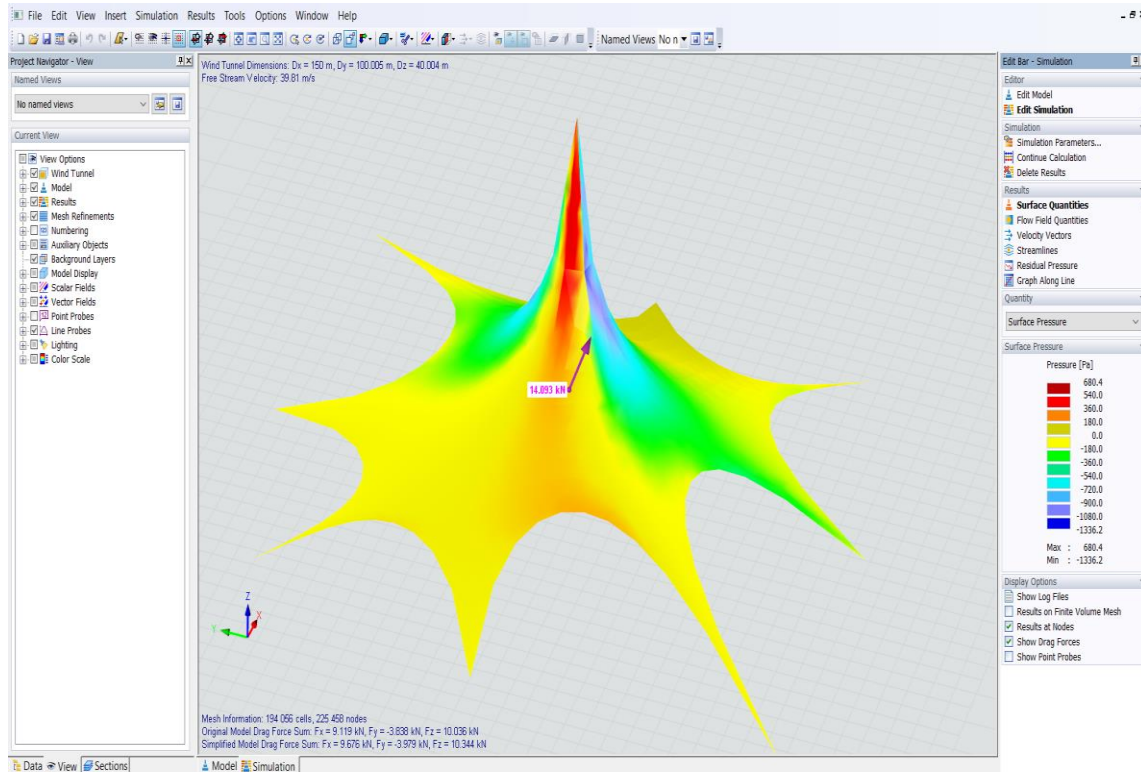 File Edit View Insert Simulation Results Tools Options Window Help
Named Views No n
Project Navigator - View
Named Views
No named views
Current View
View Options
Wind Tunnel
Model
Results
Mesh Refinements
Numbering
Auxiliary Objects
Background Layers
Model Display
Scalar Fields
Vector Fields
Point Probes
Line Probes
Lighting
Color Scale
Data View Sections
Wind Tunnel Dimensions: Dx = 150 m, Dy = 100.005 m, Dz = 40.004 m
Free Stream Velocity: 39.81 m/s
14.093 kN
Z
Y
X
Mesh Information: 194 056 cells, 225 458 nodes
Original Model Drag Force Sum: Fx = 9.119 kN, Fy = -3.838 kN, Fz = 10.036 kN
Simplified Model Drag Force Sum: Fx = 9.676 kN, Fy = -3.979 kN, Fz = 10.344 kN
Model Simulation
Edit Bar - Simulation
Editor
Edit Model
Edit Simulation
Simulation
Simulation Parameters...
Continue Calculation
Delete Results
Results
Surface Quantities
Flow Field Quantities
Velocity Vectors
Streamlines
Residual Pressure
Graph Along Line
Quantity
Surface Pressure
Surface Pressure
Pressure [Pa]
680.4
540.0
360.0
180.0
0.0
-180.0
-360.0
-540.0
-720.0
-900.0
-1080.0
-1336.2
Max : 680.4
Min : -1336.2
Display Options
Show Log Files
Results on Finite Volume Mesh
Results at Nodes
Show Drag Forces
Show Point Probes